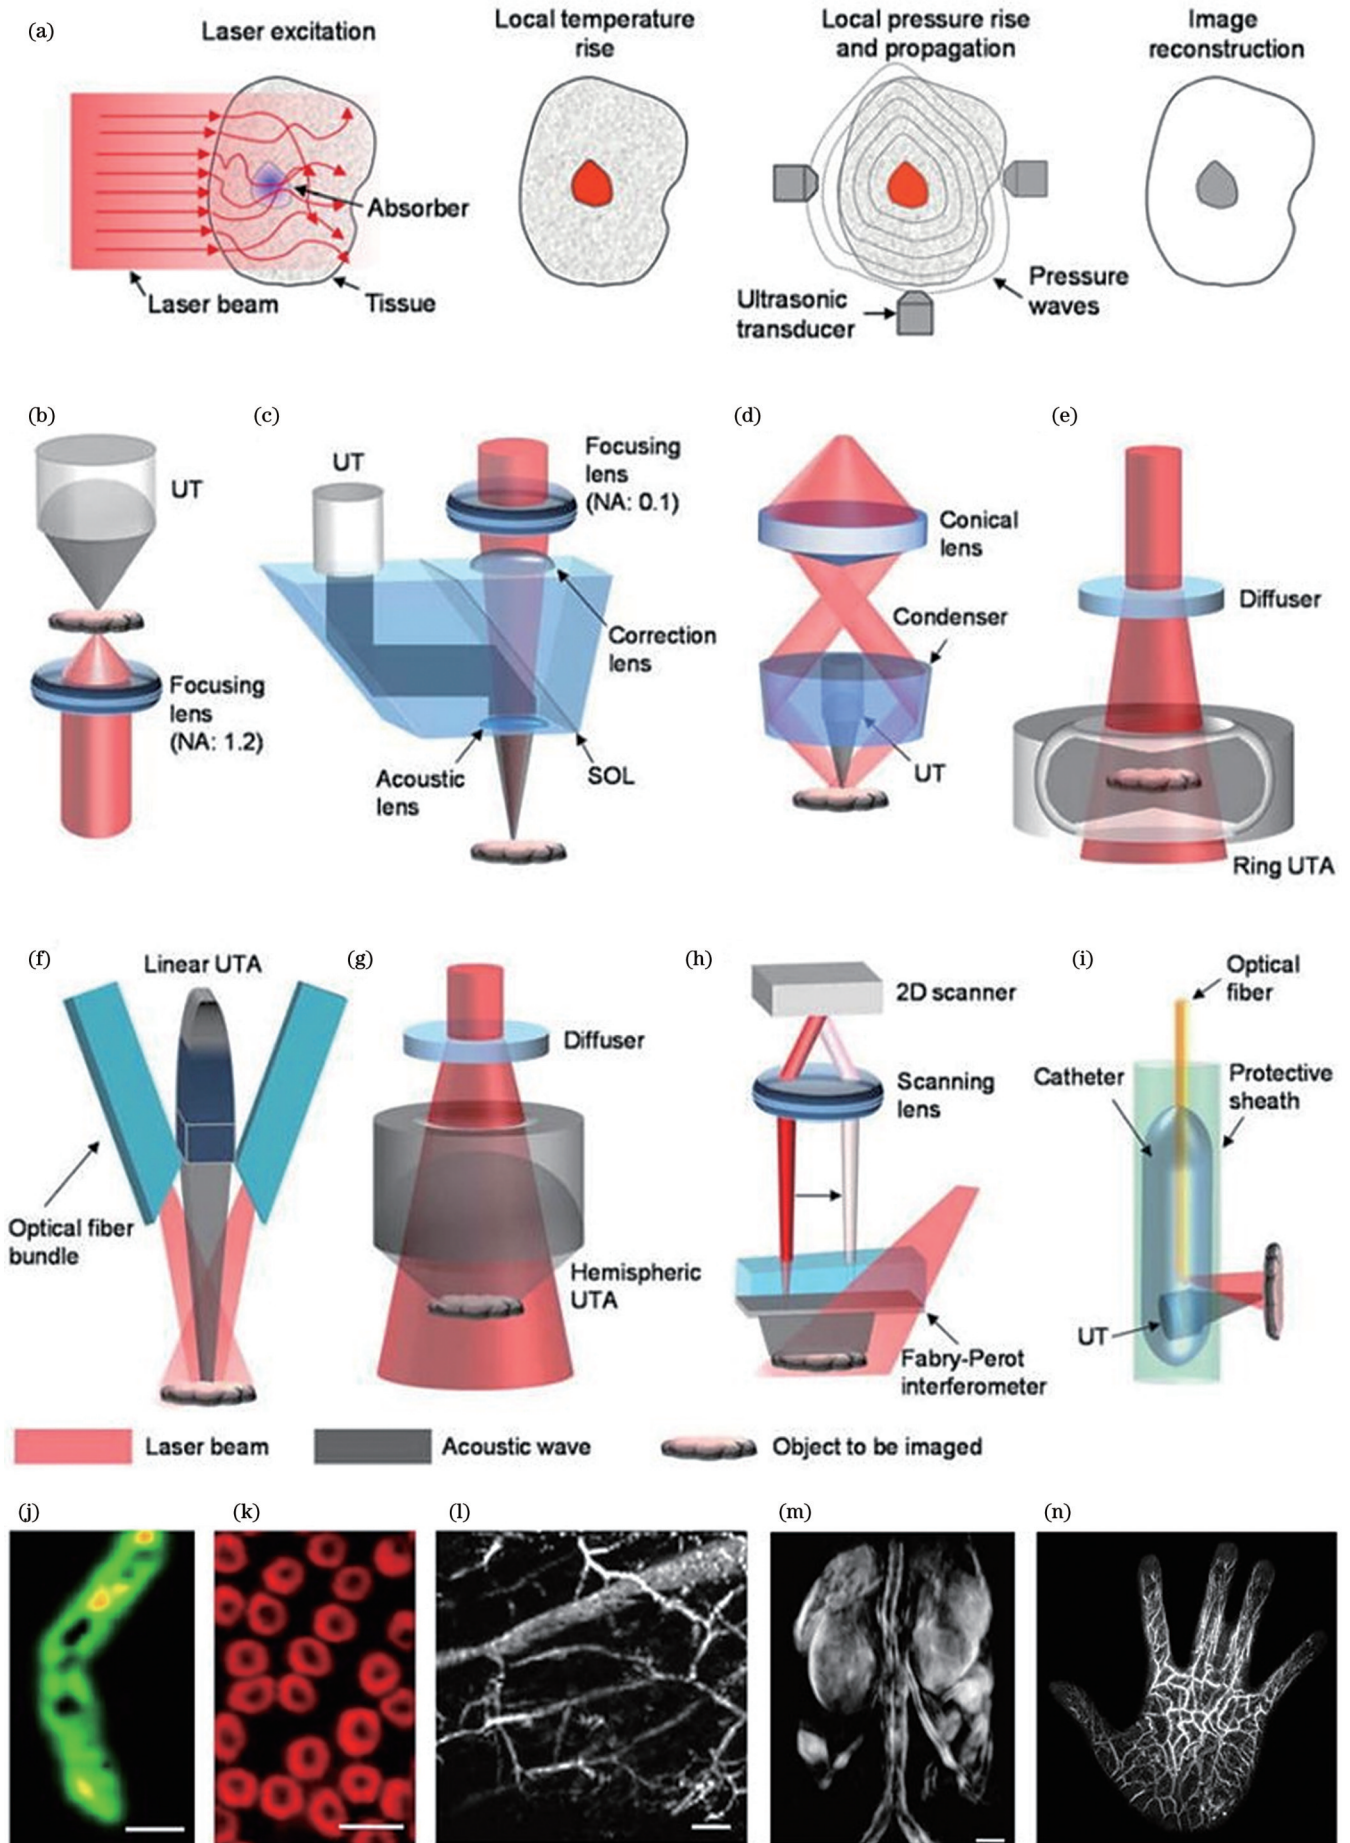 (a)
Laser excitation
Local temperature
rise
Local pressure rise
and propagation
Image
reconstruction
Absorber
Laser beam
Tissue
Ultrasonic
transducer
Pressure
waves
(b)
UT
Focusing
lens
(NA: 1.2)
(c)
UT
Focusing
lens
(NA: 0.1)
Correction
lens
Acoustic
lens
SOL
(d)
Conical
lens
Condenser
UT
(e)
Diffuser
Ring UTA
(f)
Linear UTA
Optical fiber
bundle
(g)
Diffuser
Hemispheric
UTA
(h)
2D scanner
Scanning
lens
Fabry-Perot
interferometer
(i)
Optical
fiber
Catheter
Protective
sheath
UT
Laser beam
Acoustic wave
Object to be imaged
(j)
(k)
(l)
(m)
(n)